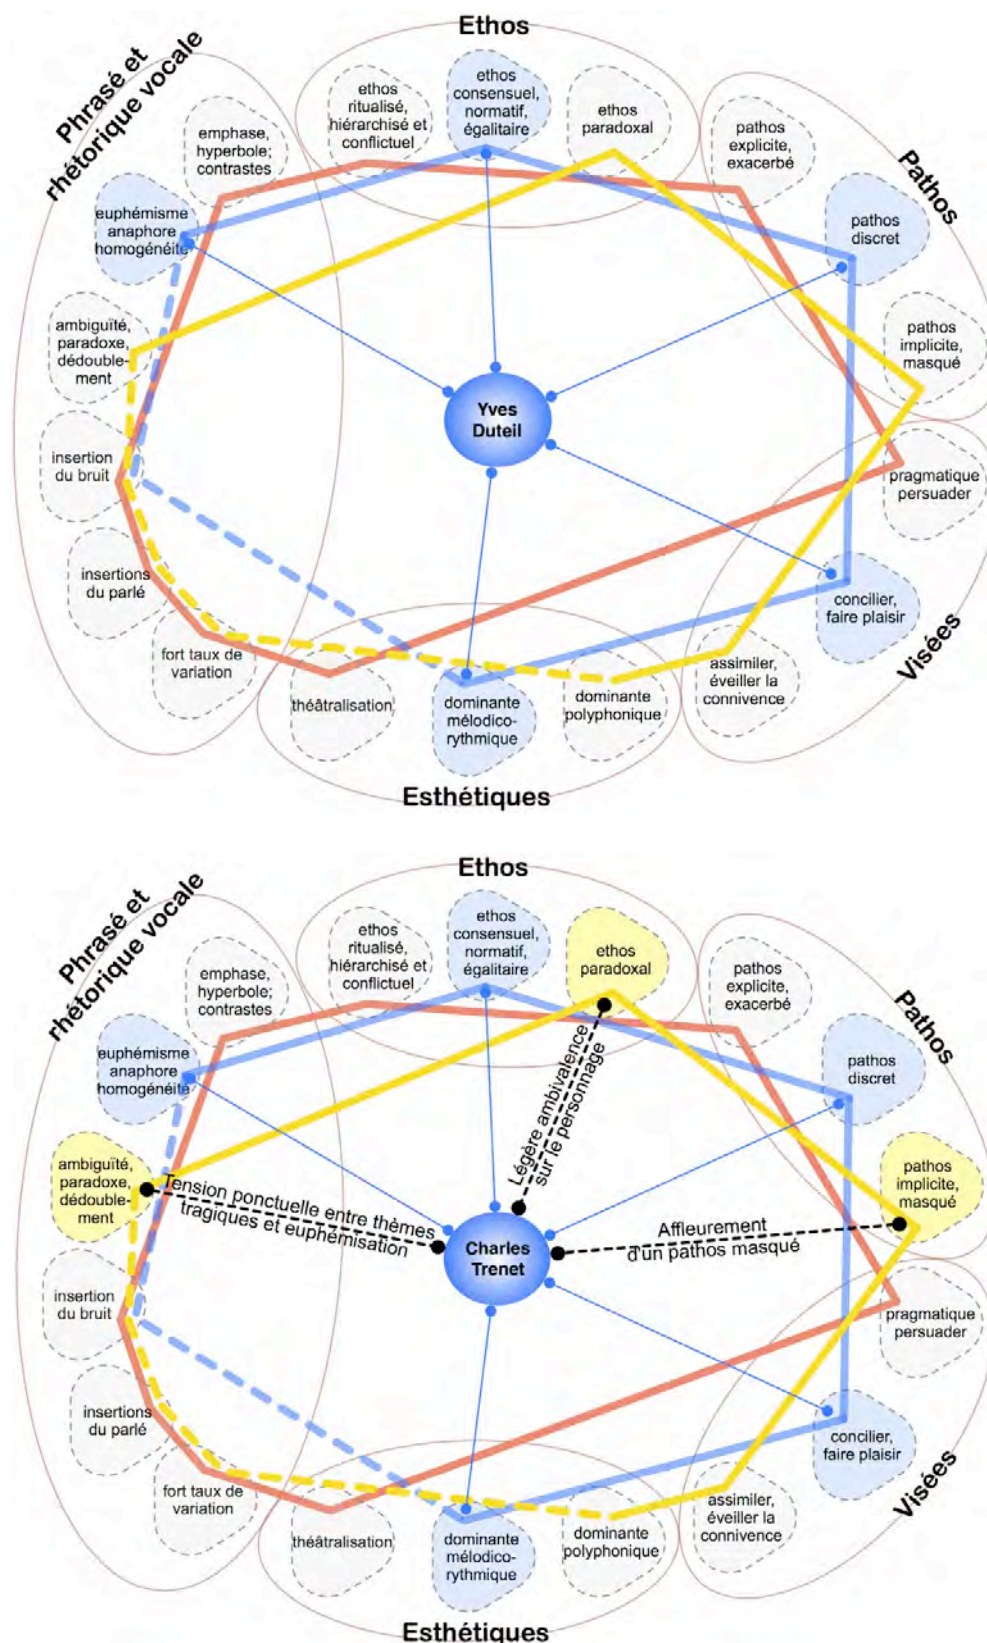 Ethos
Phrasé et
rhétorique vocale
ethos
ritualisé,
hiérarchisé et
conflictuel
ethos
consensuel,
normatif,
égalitaire
ethos
paradoxal
emphase,
hyperbole;
contrastes
pathos
explicite,
exacerbé
Pathos
euphémisme
anaphore
homogénéité
pathos
discret
ambiguïté,
paradoxe,
dédouble-
ment
pathos
implicite,
masqué
Yves
Duteil
insertion
du bruit
pragmatique
persuader
insertions
du parlé
concilier,
faire plaisir
Visées
fort taux de
variation
assimiler,
éveiller la
connivence
théâtralisation
dominante
mélodico-
rythmique
dominante
polyphonique
Esthétiques
Ethos
Phrasé et
rhétorique vocale
ethos
ritualisé,
hiérarchisé et
conflictuel
ethos
consensuel,
normatif,
égalitaire
ethos
paradoxal
emphase,
hyperbole;
contrastes
pathos
explicite,
exacerbé
Pathos
euphémisme
anaphore
homogénéité
pathos
discret
Légère ambivalence
sur le personnage
ambiguïté,
paradoxe,
dédouble-
ment
Tension ponctuelle entre thèmes
tragiques et euphémisation
Affleurement
d'un pathos masqué
pathos
implicite,
masqué
Charles
Trenet
insertion
du bruit
pragmatique
persuader
insertions
du parlé
concilier,
faire plaisir
Visées
fort taux de
variation
assimiler,
éveiller la
connivence
théâtralisation
dominante
mélodico-
rythmique
dominante
polyphonique
Esthétiques